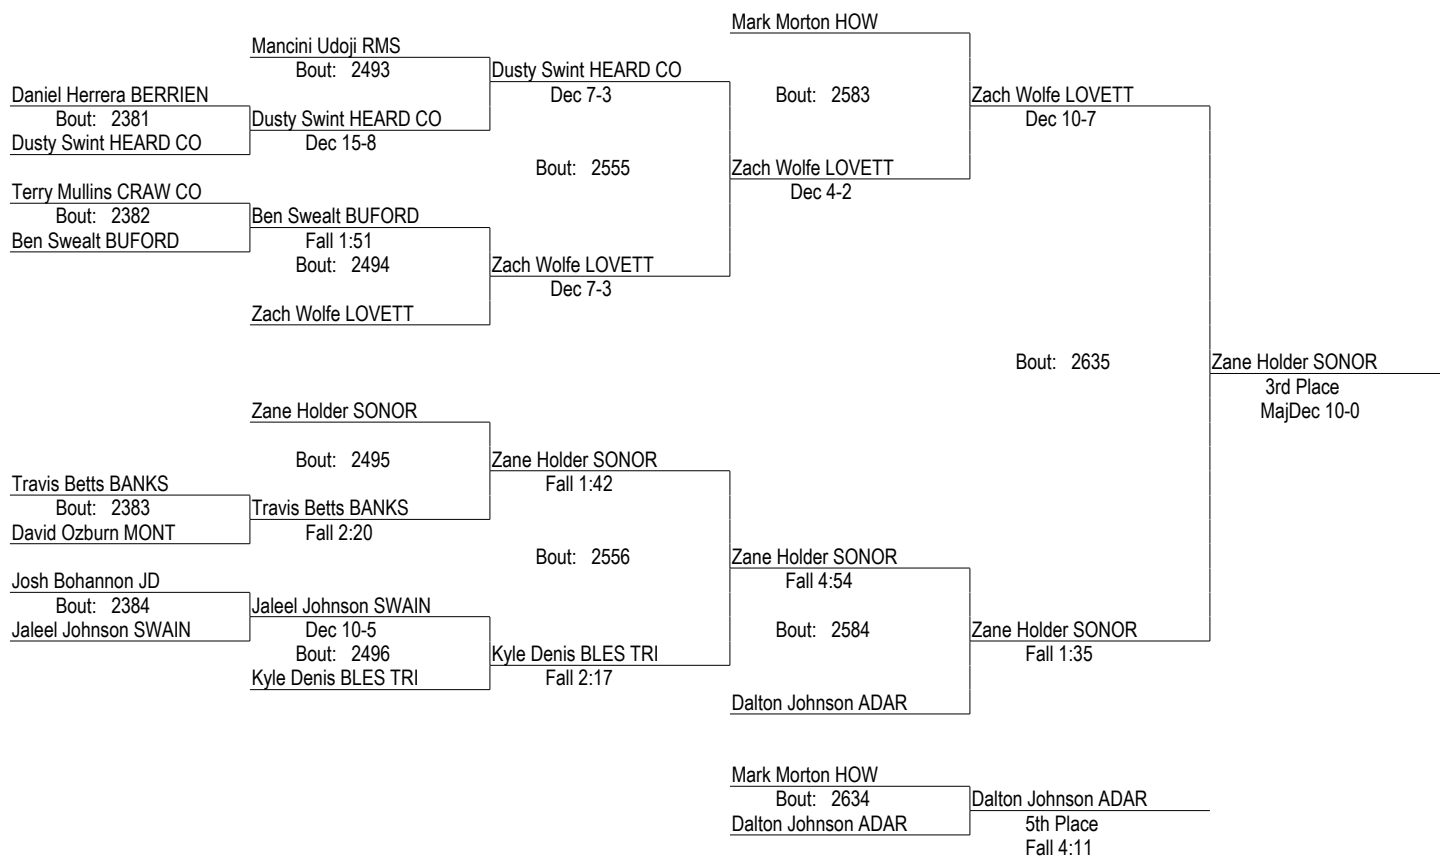 Mark Morton HOW
Mancini Udoji RMS
Bout: 2493
Dusty Swint HEARD CO
Dec 7-3
Daniel Herrera BERRIEN
Bout: 2381
Dusty Swint HEARD CO
Dusty Swint HEARD CO
Dec 15-8
Bout: 2583
Zach Wolfe LOVETT
Dec 10-7
Bout: 2555
Zach Wolfe LOVETT
Dec 4-2
Terry Mullins CRAW CO
Bout: 2382
Ben Swealt BUFORD
Ben Swealt BUFORD
Fall 1:51
Bout: 2494
Zach Wolfe LOVETT
Dec 7-3
Zach Wolfe LOVETT
Bout: 2635
Zane Holder SONOR
3rd Place
MajDec 10-0
Zane Holder SONOR
Bout: 2495
Zane Holder SONOR
Fall 1:42
Travis Betts BANKS
Bout: 2383
David Ozburn MONT
Travis Betts BANKS
Fall 2:20
Bout: 2556
Zane Holder SONOR
Fall 4:54
Josh Bohannon JD
Bout: 2384
Jaleel Johnson SWAIN
Jaleel Johnson SWAIN
Dec 10-5
Bout: 2496
Kyle Denis BLES TRI
Kyle Denis BLES TRI
Fall 2:17
Bout: 2584
Zane Holder SONOR
Fall 1:35
Dalton Johnson ADAR
Mark Morton HOW
Bout: 2634
Dalton Johnson ADAR
Dalton Johnson ADAR
5th Place
Fall 4:11